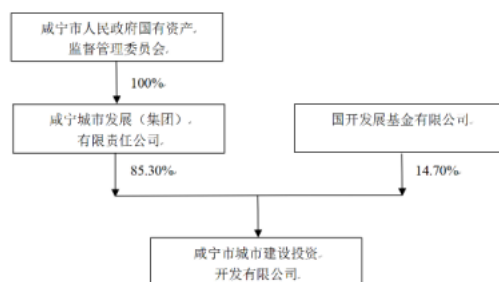 咸宁市人民政府国有资产
监督管理委员会
100%
咸宁城市发展（集团）
有限责任公司
国开发展基金有限公司
85.30%
14.70%
咸宁市城市建设投资
开发有限公司